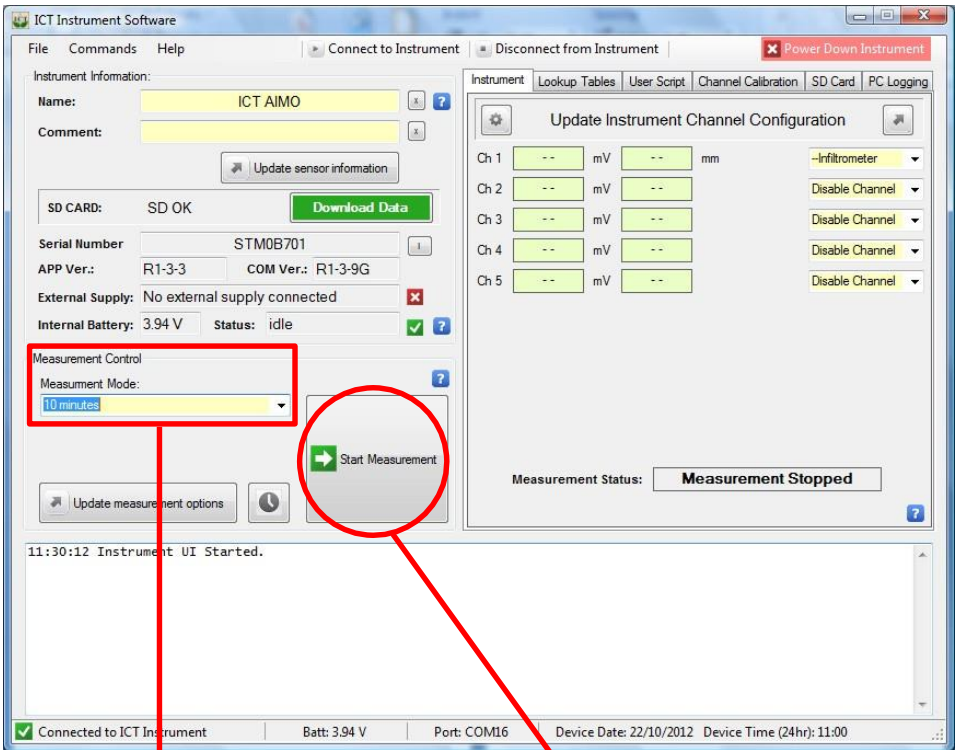 ICT Instrument Software
File Commands Help Connect to Instrument Disconnect from Instrument Power Down Instrument
Instrument Information:
Name: ICT AIMO x ?
Comment: x
Update sensor information
SD CARD: SD OK Download Data
Serial Number STM0B701
APP Ver.: R1-3-3 COM Ver.: R1-3-9G
External Supply: No external supply connected
Internal Battery: 3.94 V Status: idle ?
Measurement Control
Measurment Mode: ?
10 minutes
Start Measurement
Update measurement options
Instrument Lookup Tables User Script Channel Calibration SD Card PC Logging
Update Instrument Channel Configuration
Ch 1 -- mV -- mm --Infiltrometer
Ch 2 -- mV -- Disable Channel
Ch 3 -- mV -- Disable Channel
Ch 4 -- mV -- Disable Channel
Ch 5 -- mV -- Disable Channel
Measurement Status: Measurement Stopped
?
11:30:12 Instrument UI Started.
Connected to ICT Instrument Batt: 3.94 V Port: COM16 Device Date: 22/10/2012 Device Time (24hr): 11:00